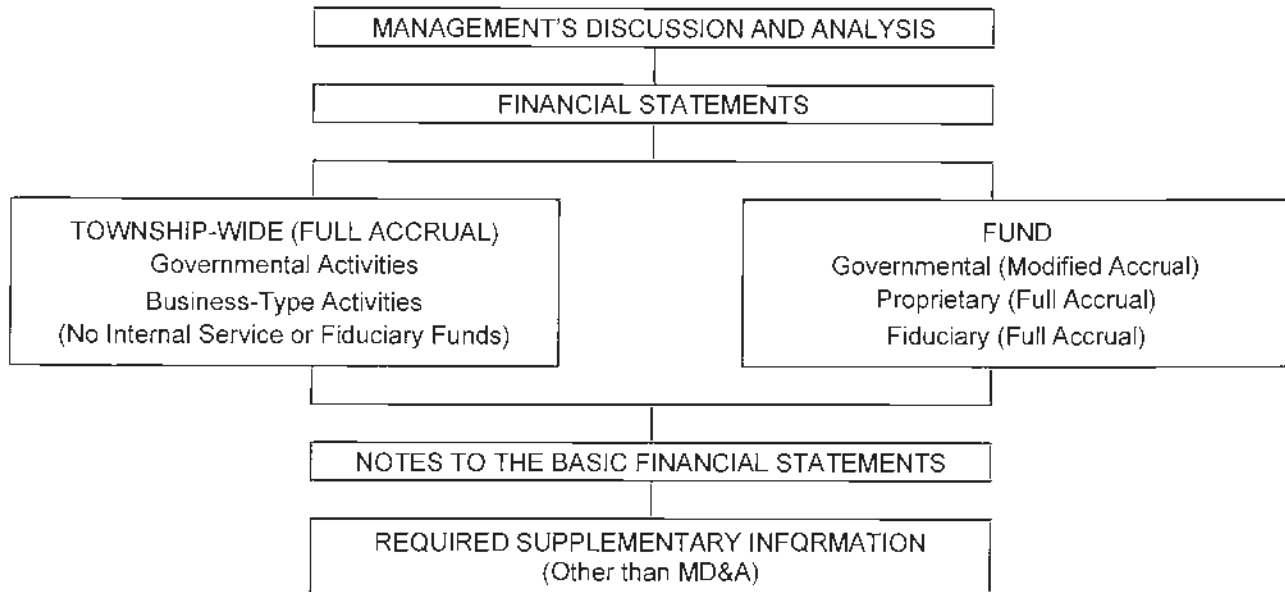 MANAGEMENT'S DISCUSSION AND ANALYSIS
FINANCIAL STATEMENTS
TOWNSHIP-WIDE (FULL ACCRUAL)
Governmental Activities
Business-Type Activities
(No Internal Service or Fiduciary Funds)
FUND
Governmental (Modified Accrual)
Proprietary (Full Accrual)
Fiduciary (Full Accrual)
NOTES TO THE BASIC FINANCIAL STATEMENTS
REQUIRED SUPPLEMENTARY INFORMATION
(Other than MD&A)